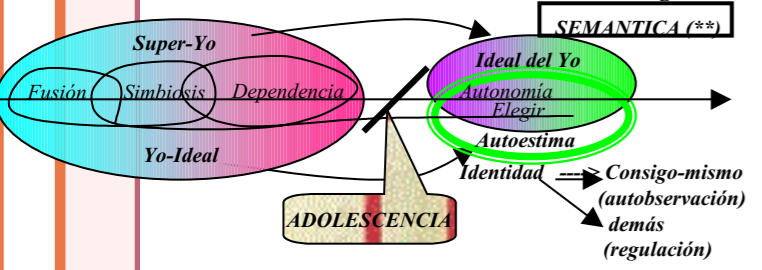 SEMANTICA (**)
Super-Yo
Ideal del Yo
Fusión Simbiosis Dependencia
Autonomía
Elegir
Autoestima
Yo-Ideal
Identidad
Consigo-mismo
(autobservación)
demás
(regulación)
ADOLESCENCIA